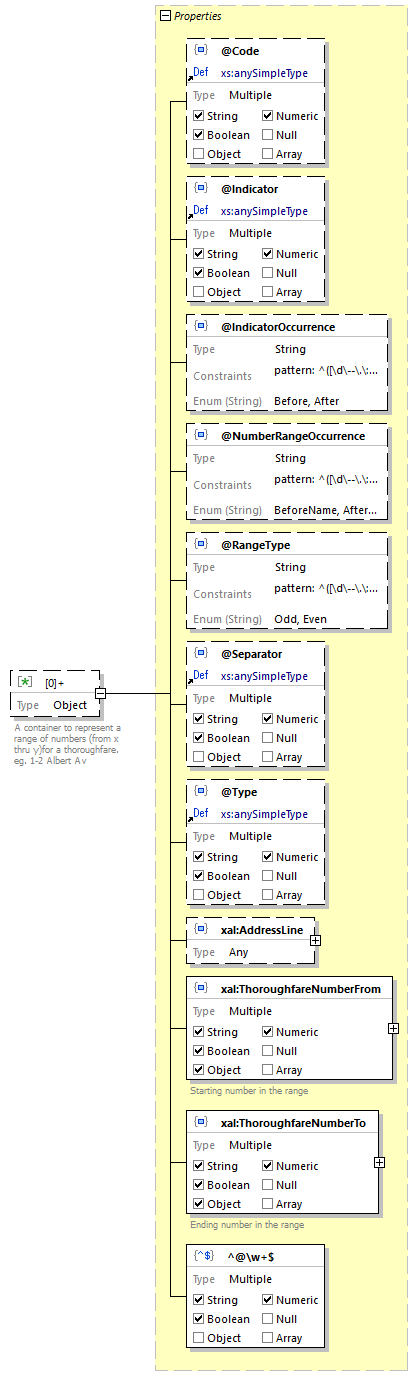 Properties
@Code
Def xs:anySimpleType
Type Multiple
String Numeric
Boolean Null
Object Array
@Indicator
Def xs:anySimpleType
Type Multiple
String Numeric
Boolean Null
Object Array
@IndicatorOccurrence
Type String
Constraints pattern: ^([\d\--\.\:...
Enum (String) Before, After
@NumberRangeOccurrence
Type String
Constraints pattern: ^([\d\--\.\:...
Enum (String) BeforeName, After...
@RangeType
Type String
Constraints pattern: ^([\d\--\.\:...
Enum (String) Odd, Even
@Separator
Def xs:anySimpleType
Type Multiple
String Numeric
Boolean Null
Object Array
[0]+
Type Object
A container to represent a
range of numbers (from x
thru y)for a thoroughfare.
eg. 1-2 Albert Av
@Type
Def xs:anySimpleType
Type Multiple
String Numeric
Boolean Null
Object Array
xal:AddressLine
Type Any
xal:ThoroughfareNumberFrom
Type Multiple
String Numeric
Boolean Null
Object Array
Starting number in the range
xal:ThoroughfareNumberTo
Type Multiple
String Numeric
Boolean Null
Object Array
Ending number in the range
^@\w+$
Type Multiple
String Numeric
Boolean Null
Object Array